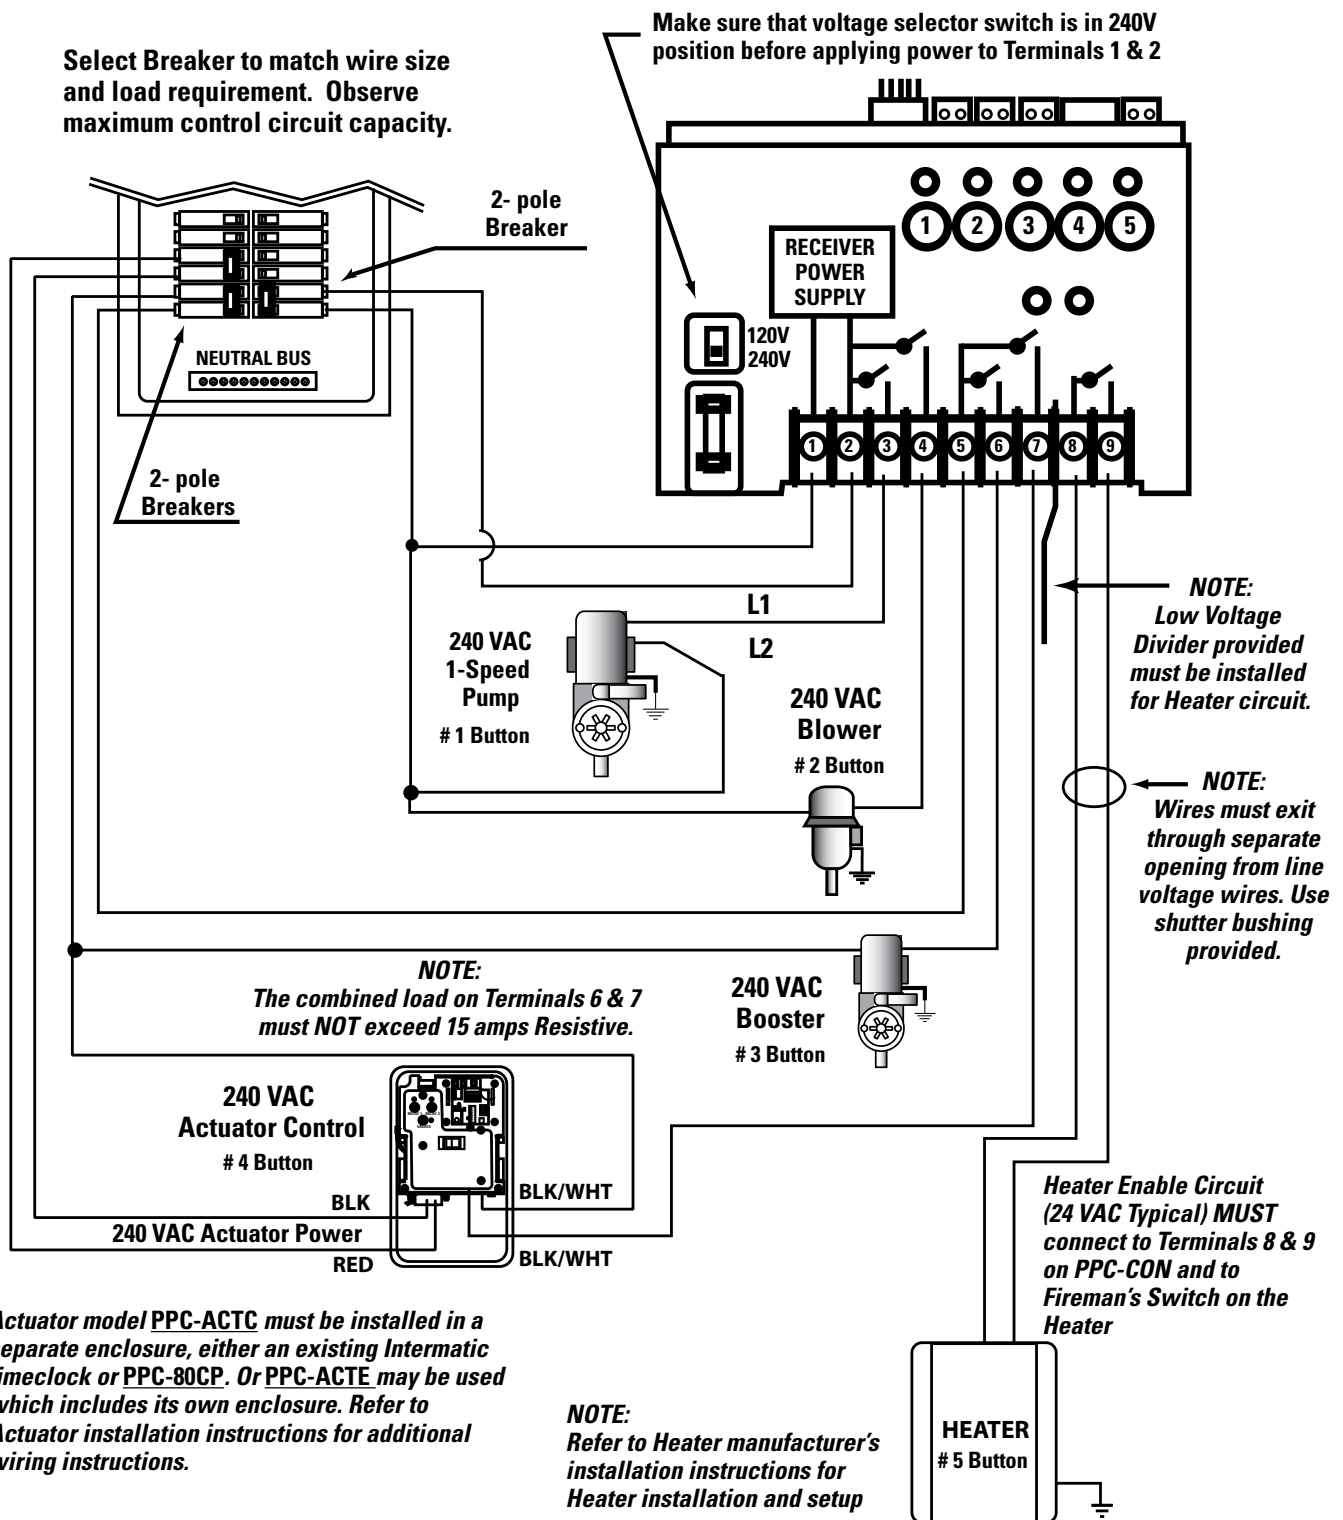 Make sure that voltage selector switch is in 240V
position before applying power to Terminals 1 & 2
Select Breaker to match wire size
and load requirement.  Observe
maximum control circuit capacity.
2- pole
Breaker
1 2 3 4 5
RECEIVER
POWER
SUPPLY
120V
240V
NEUTRAL BUS
1 2 3 4 5 6 7 8 9
2- pole
Breakers
L1
L2
240 VAC
1-Speed
Pump
# 1 Button
NOTE:
Low Voltage
Divider provided
must be installed
for Heater circuit.
240 VAC
Blower
# 2 Button
NOTE:
Wires must exit
through separate
opening from line
voltage wires. Use
shutter bushing
provided.
NOTE:
The combined load on Terminals 6 & 7
must NOT exceed 15 amps Resistive.
240 VAC
Booster
# 3 Button
240 VAC
Actuator Control
# 4 Button
BLK
BLK/WHT
240 VAC Actuator Power
RED
BLK/WHT
Heater Enable Circuit
(24 VAC Typical) MUST
connect to Terminals 8 & 9
on PPC-CON and to
Fireman's Switch on the
Heater
Actuator model PPC-ACTC must be installed in a
separate enclosure, either an existing Intermatic
timeclock or PPC-80CP. Or PPC-ACTE may be used
which includes its own enclosure. Refer to
Actuator installation instructions for additional
wiring instructions.
NOTE:
Refer to Heater manufacturer's
installation instructions for
Heater installation and setup
HEATER
# 5 Button